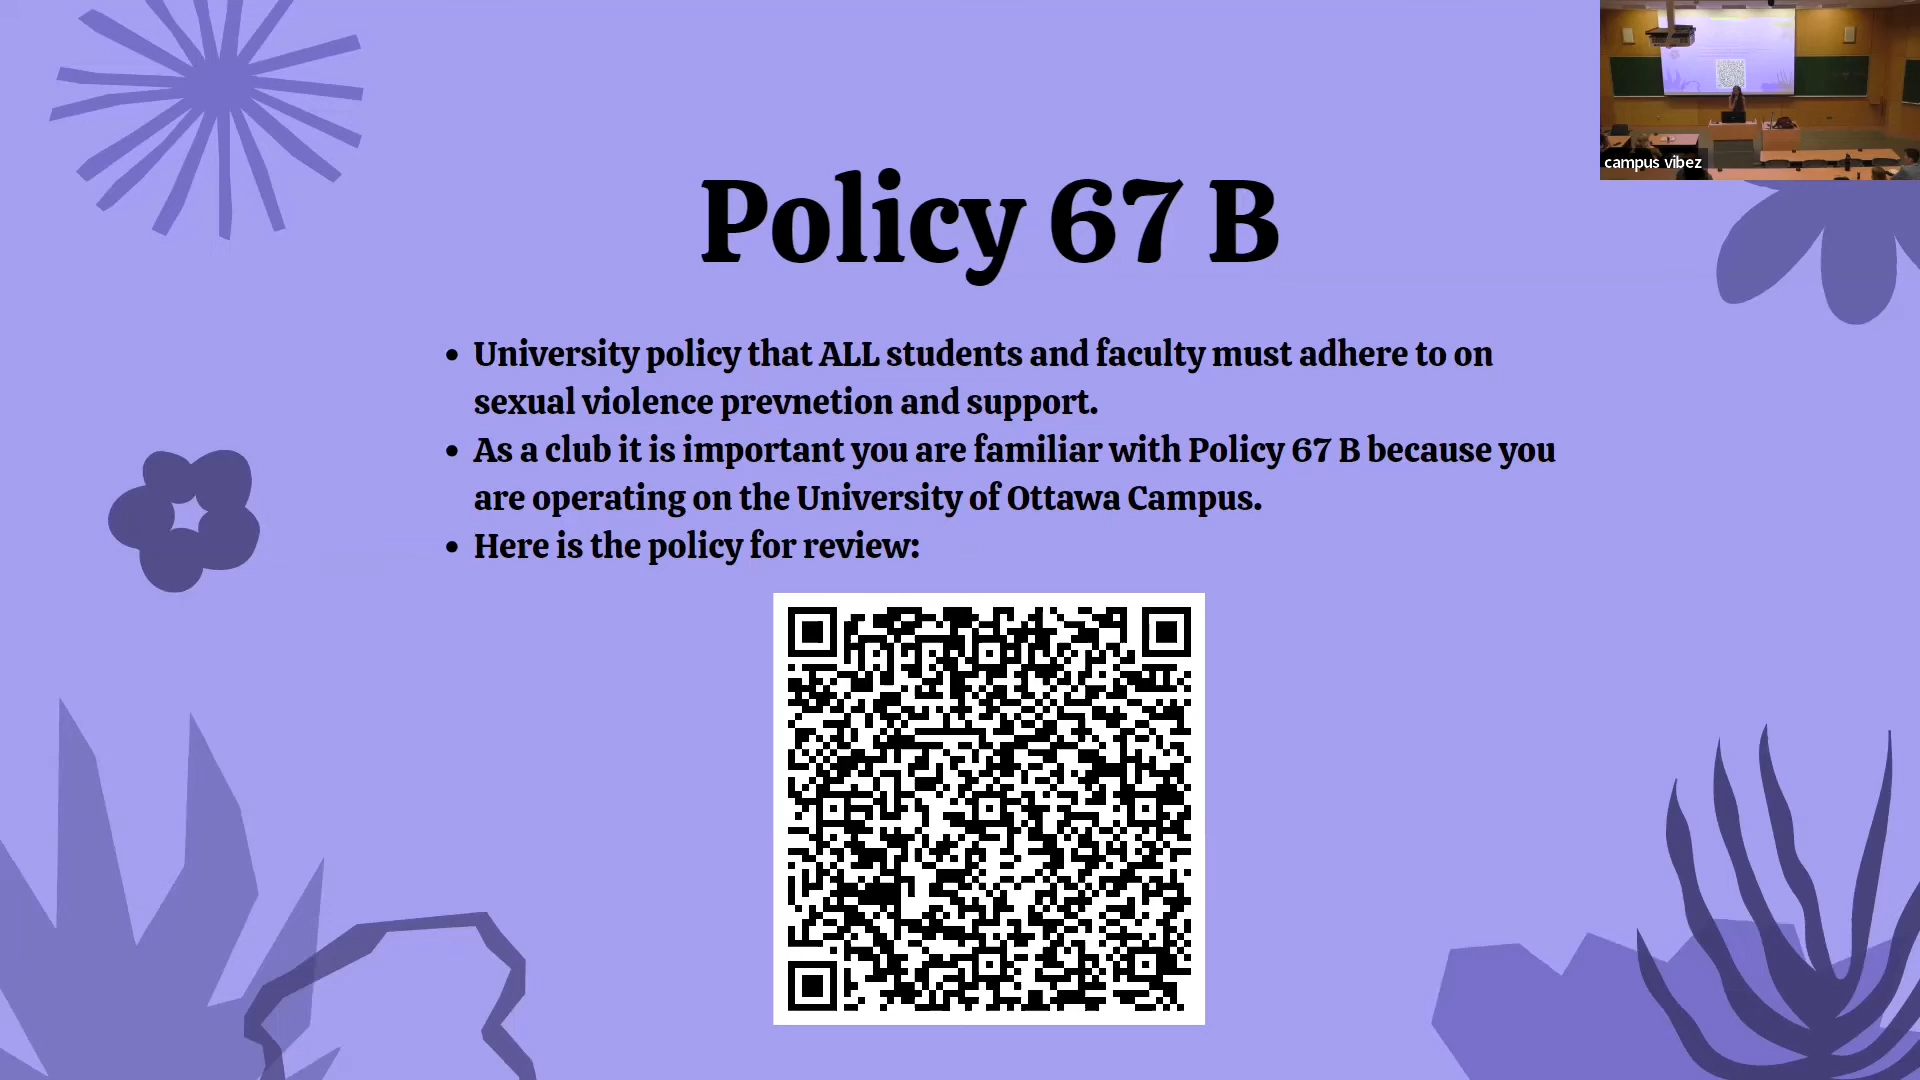 campus vibez
Policy 67 B
• University policy that ALL students and faculty must adhere to on
sexual violence prevnetion and support.
• As a club it is important you are familiar with Policy 67 B because you
are operating on the University of Ottawa Campus.
• Here is the policy for review: